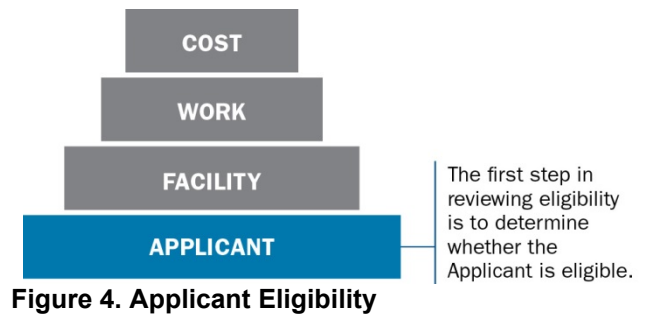 COST
WORK
FACILITY
APPLICANT
The first step in
reviewing eligibility
is to determine
whether the
Applicant is eligible.
Figure 4. Applicant Eligibility